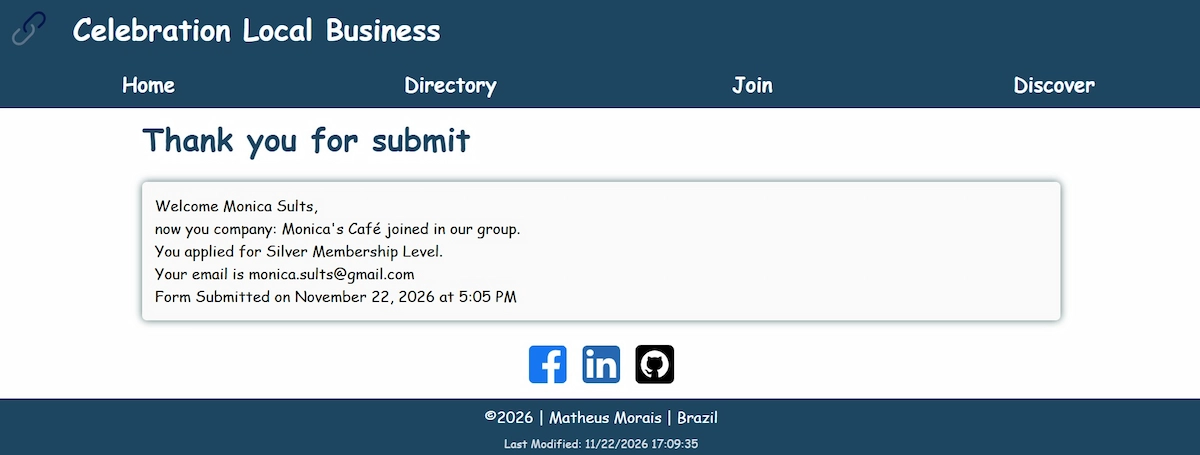 Celebration Local Business
Home Directory Join Discover
Thank you for submit
Welcome Monica Sults,
now you company: Monica's Café joined in our group.
You applied for Silver Membership Level.
Your email is monica.sults@gmail.com
Form Submitted on November 22, 2026 at 5:05 PM
in
©2026 | Matheus Morais | Brazil
Last Modified: 11/22/2026 17:09:35